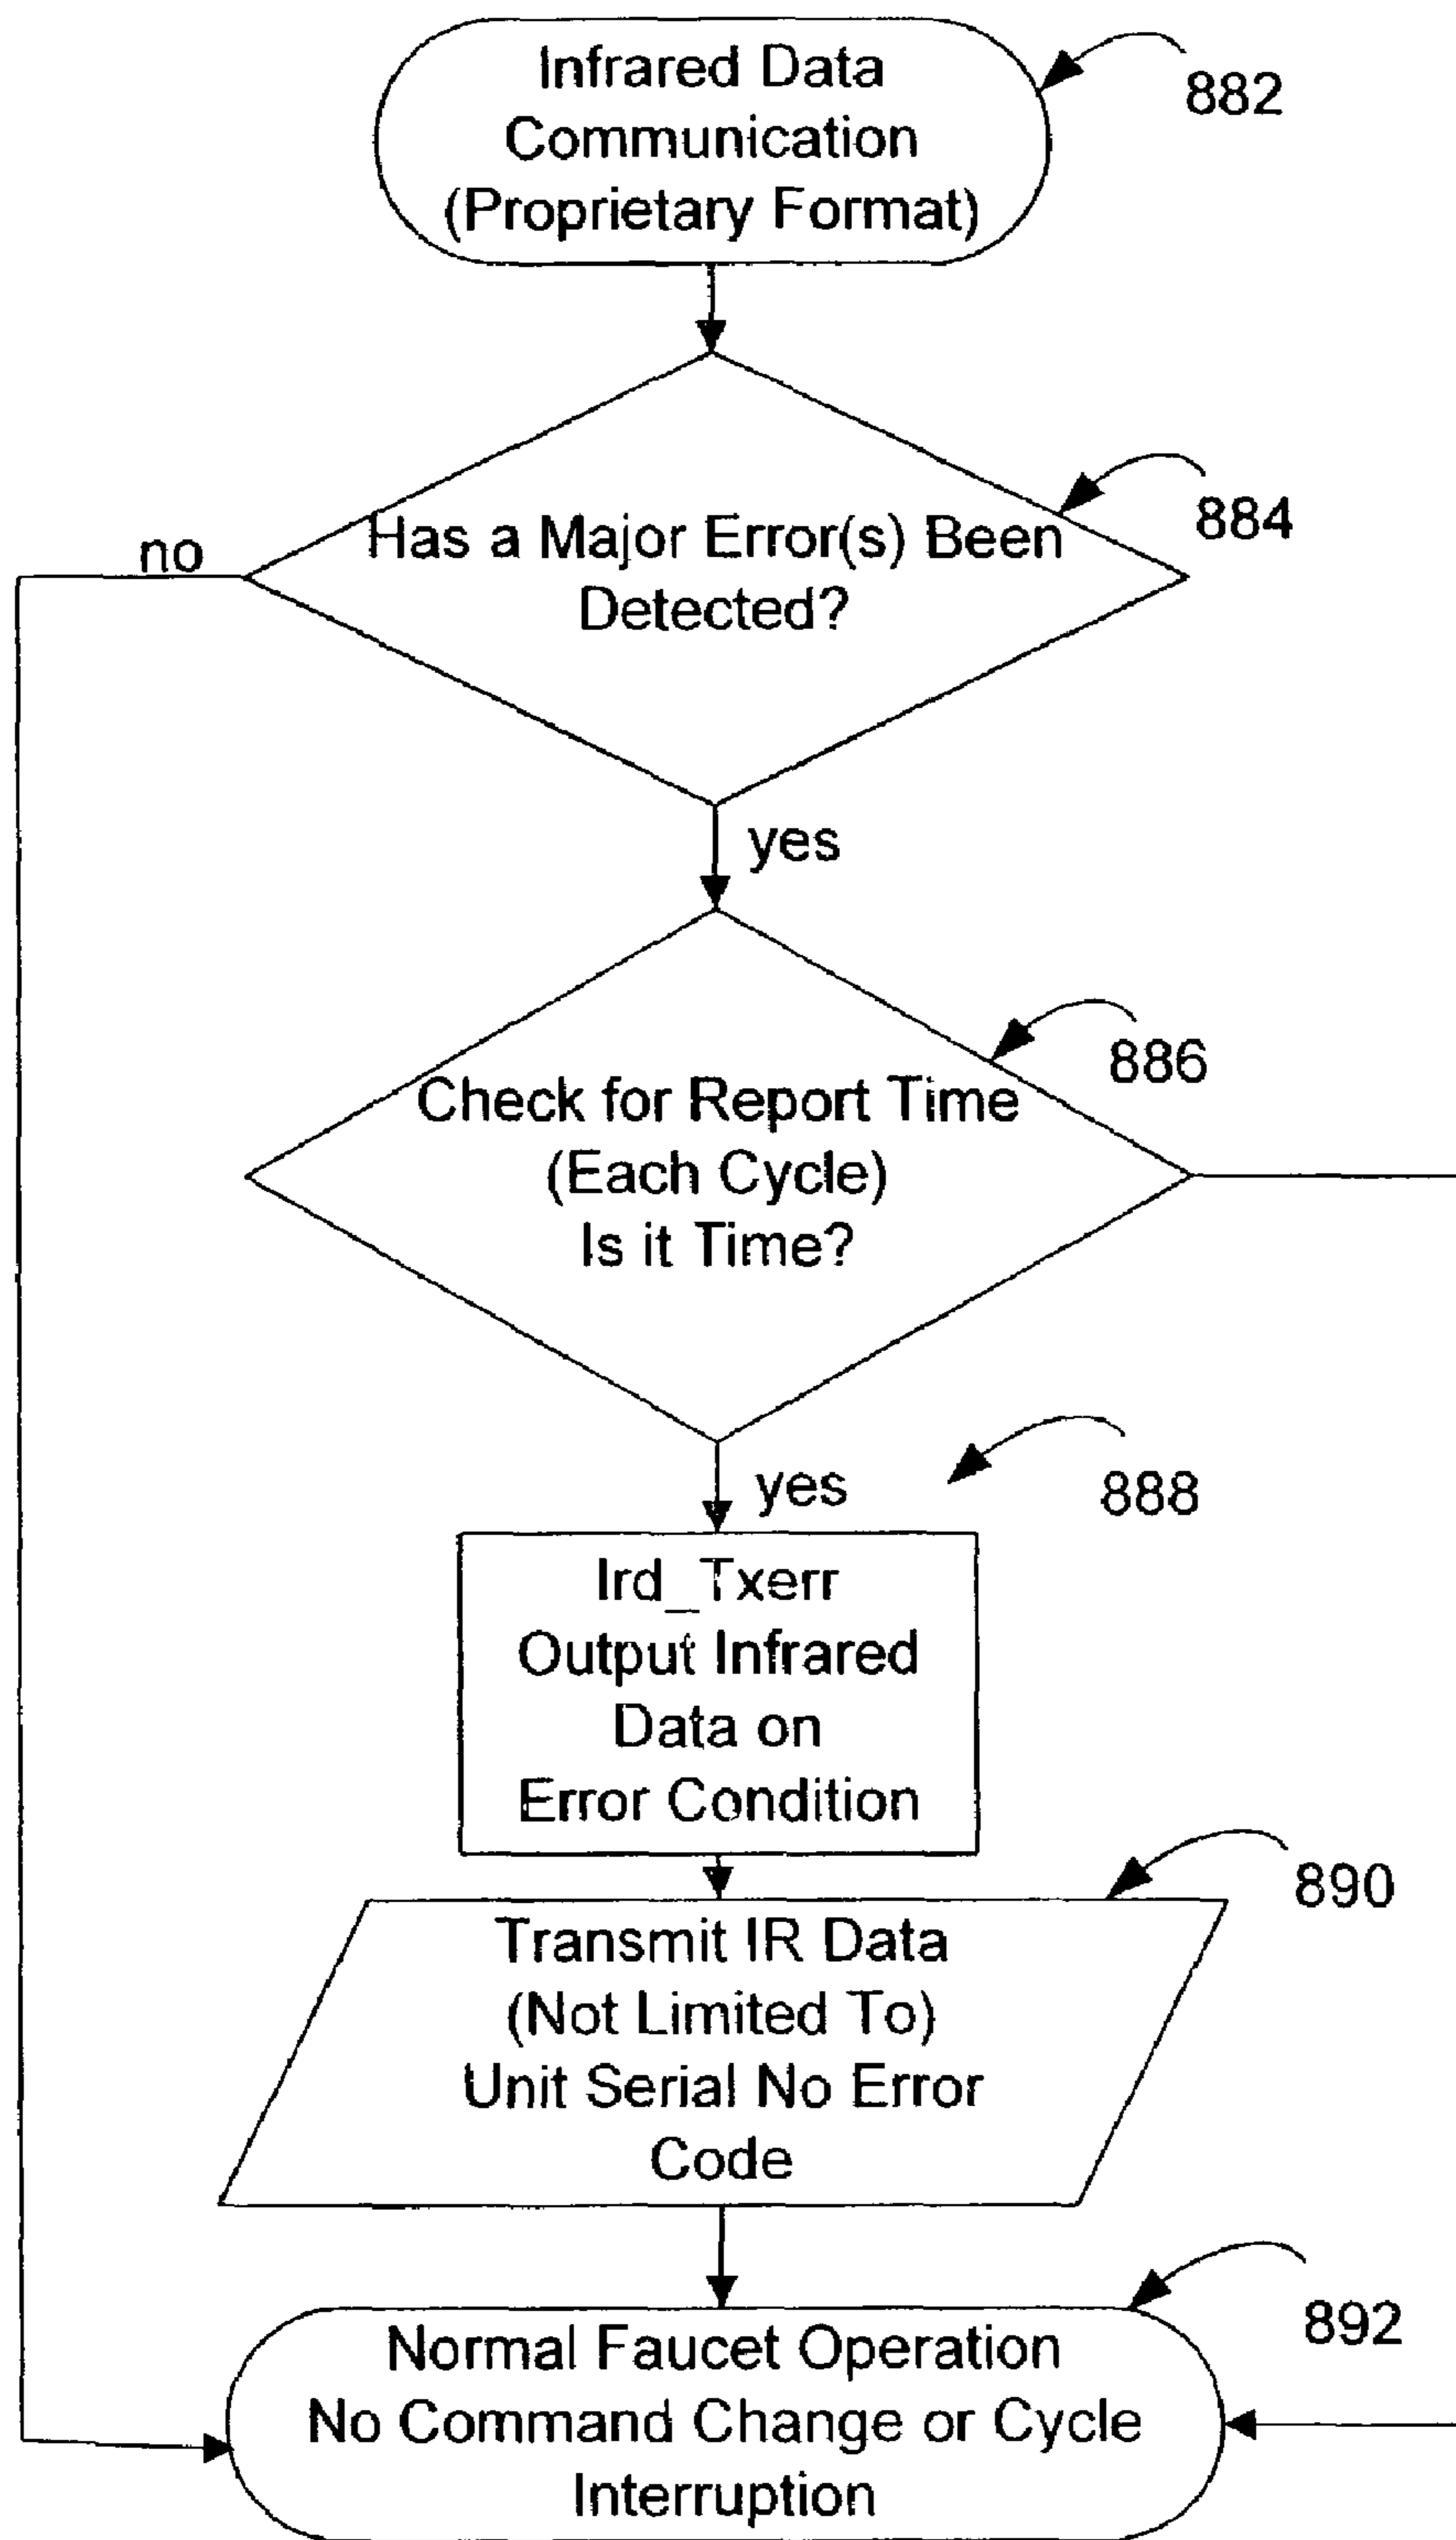 Infrared Data
Communication
(Proprietary Format)
882
Has a Major Error(s) Been
Detected?
884
no
yes
Check for Report Time
(Each Cycle)
Is it Time?
886
yes
888
Ird_Txerr
Output Infrared
Data on
Error Condition
890
Transmit IR Data
(Not Limited To)
Unit Serial No Error
Code
892
Normal Faucet Operation
No Command Change or Cycle
Interruption